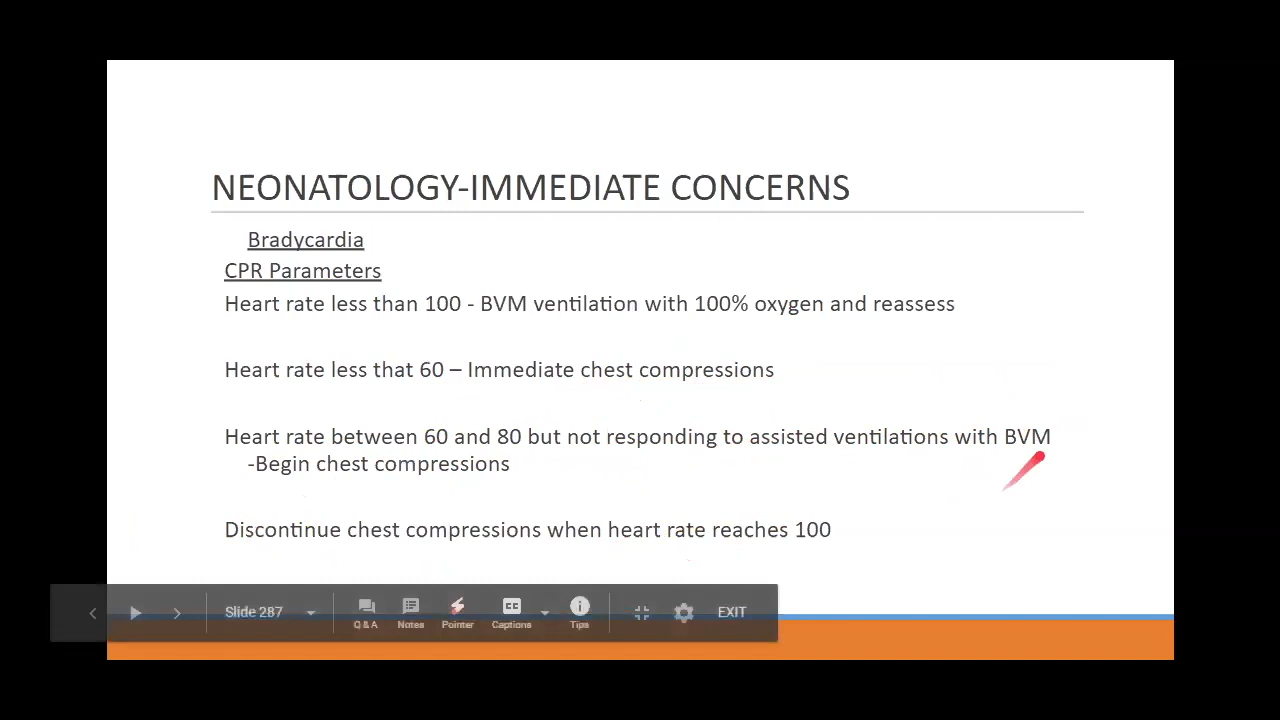 NEONATOLOGY-IMMEDIATE CONCERNS
Bradycardia
CPR Parameters
Heart rate less than 100 - BVM ventilation with 100% oxygen and reassess
Heart rate less that 60 – Immediate chest compressions
Heart rate between 60 and 80 but not responding to assisted ventilations with BVM
-Begin chest compressions
Discontinue chest compressions when heart rate reaches 100
Slide 287
Q & A
Notes
Pointer
CC
Captions
Tips
EXIT